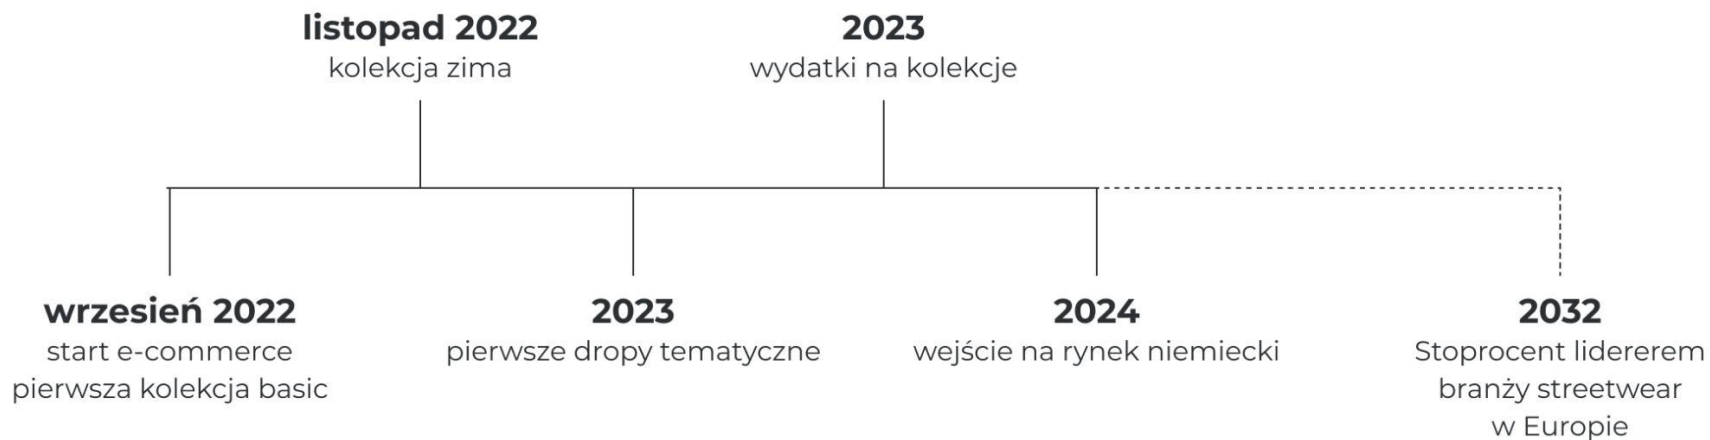 listopad 2022
kolekcja zima
2023
wydatki na kolekcje
wrzesień 2022
start e-commerce
pierwsza kolekcja basic
2023
pierwsze dropy tematyczne
2024
wejście na rynek niemiecki
2032
Stoprocent lidererem
branży streetwear
w Europie